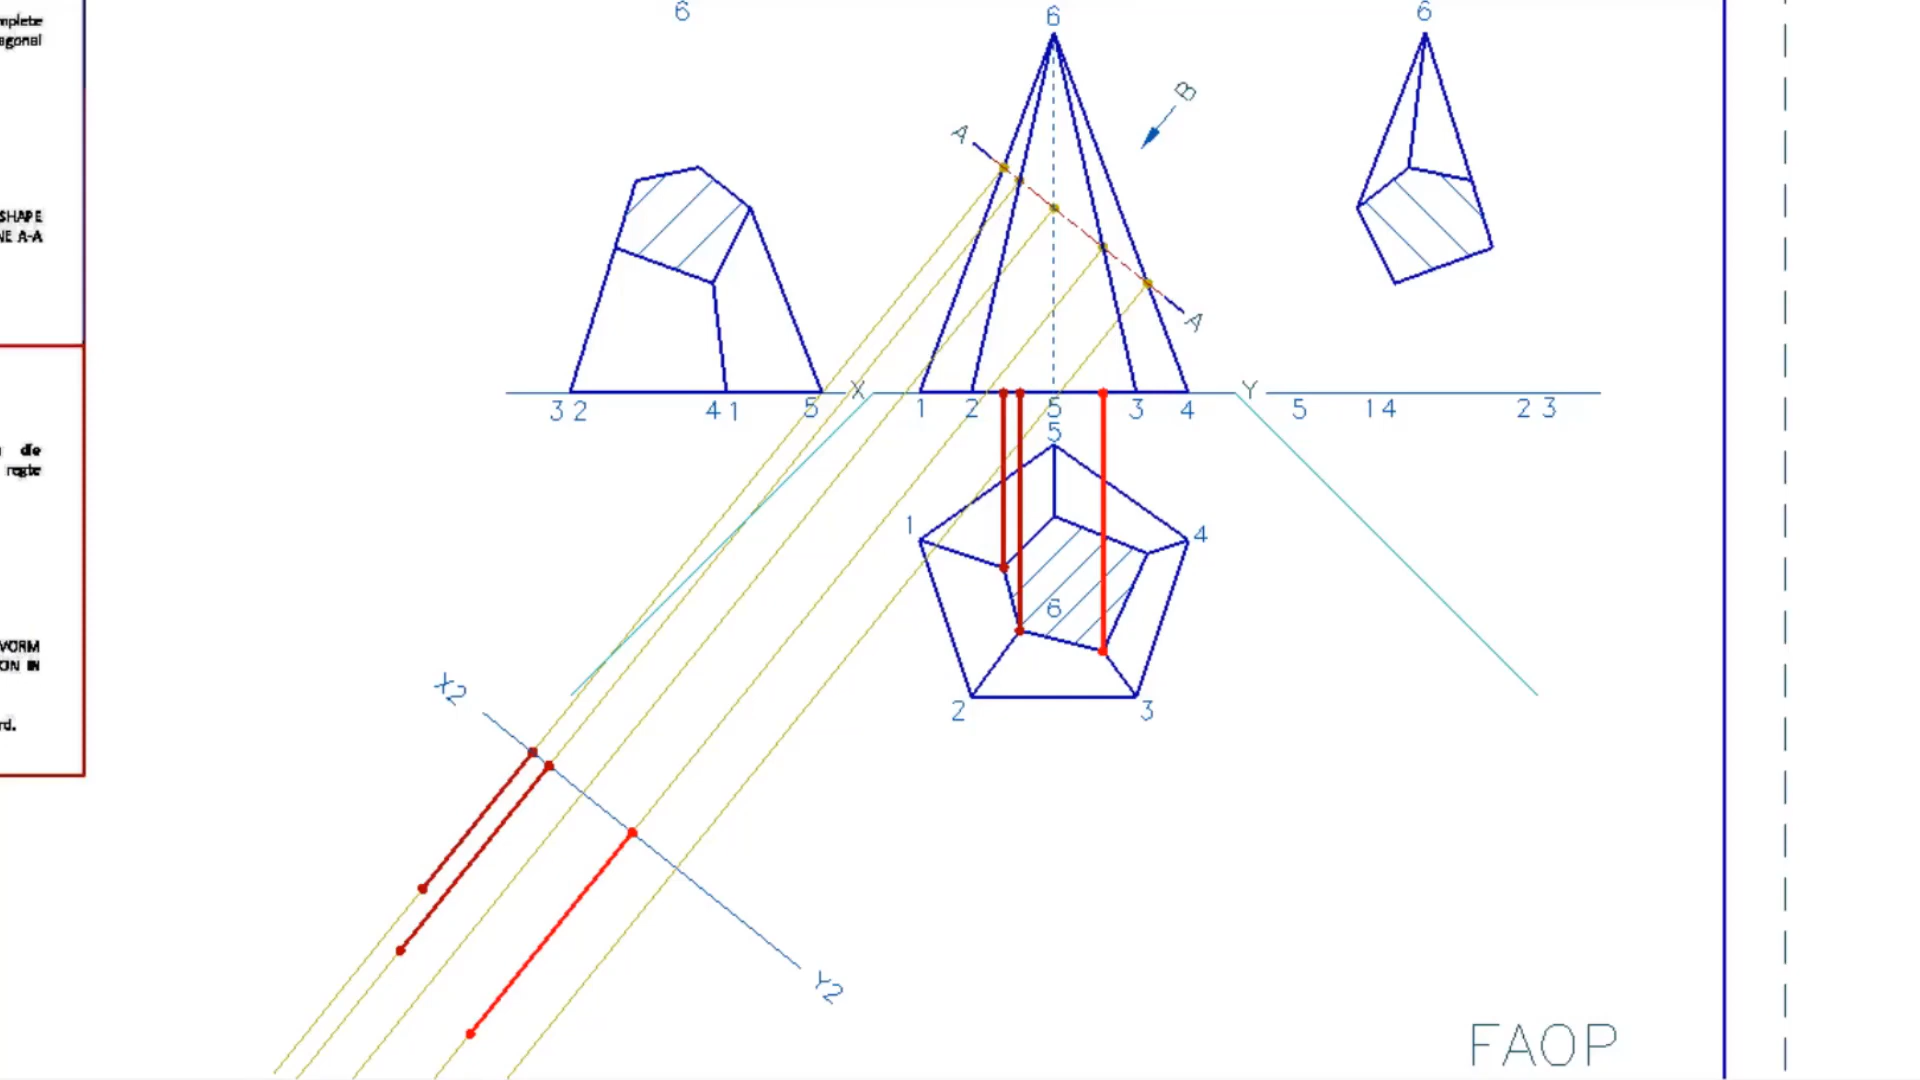 mplete
agonal
SHAPE
NE A-A
die
regte
VORM
ON IN
rd.
6
6
6
B
A
A
X
Y
3 2
4 1
5
1
2
5
3
4
5
1 4
2 3
5
1
4
6
2
3
X2
Y2
FAOP